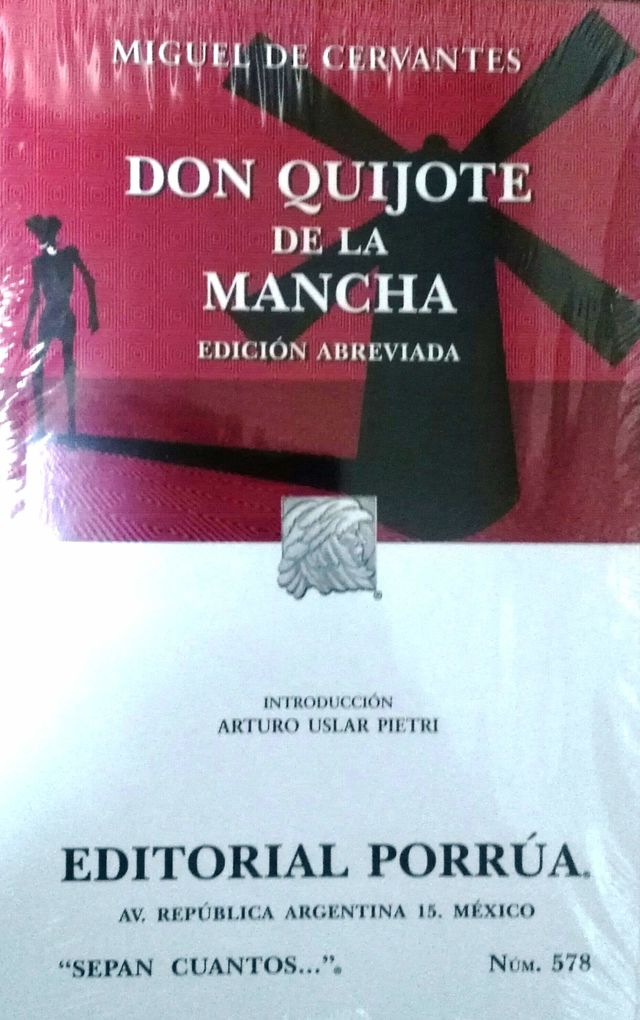 MIGUEL DE CERVANTES
DON QUIJOTE
DE LA
MANCHA
EDICIÓN ABREVIADA
®
INTRODUCCIÓN
ARTURO USLAR PIETRI
EDITORIAL PORRÚA®
AV. REPÚBLICA ARGENTINA 15. MÉXICO
“SEPAN CUANTOS...”® NÚM. 578